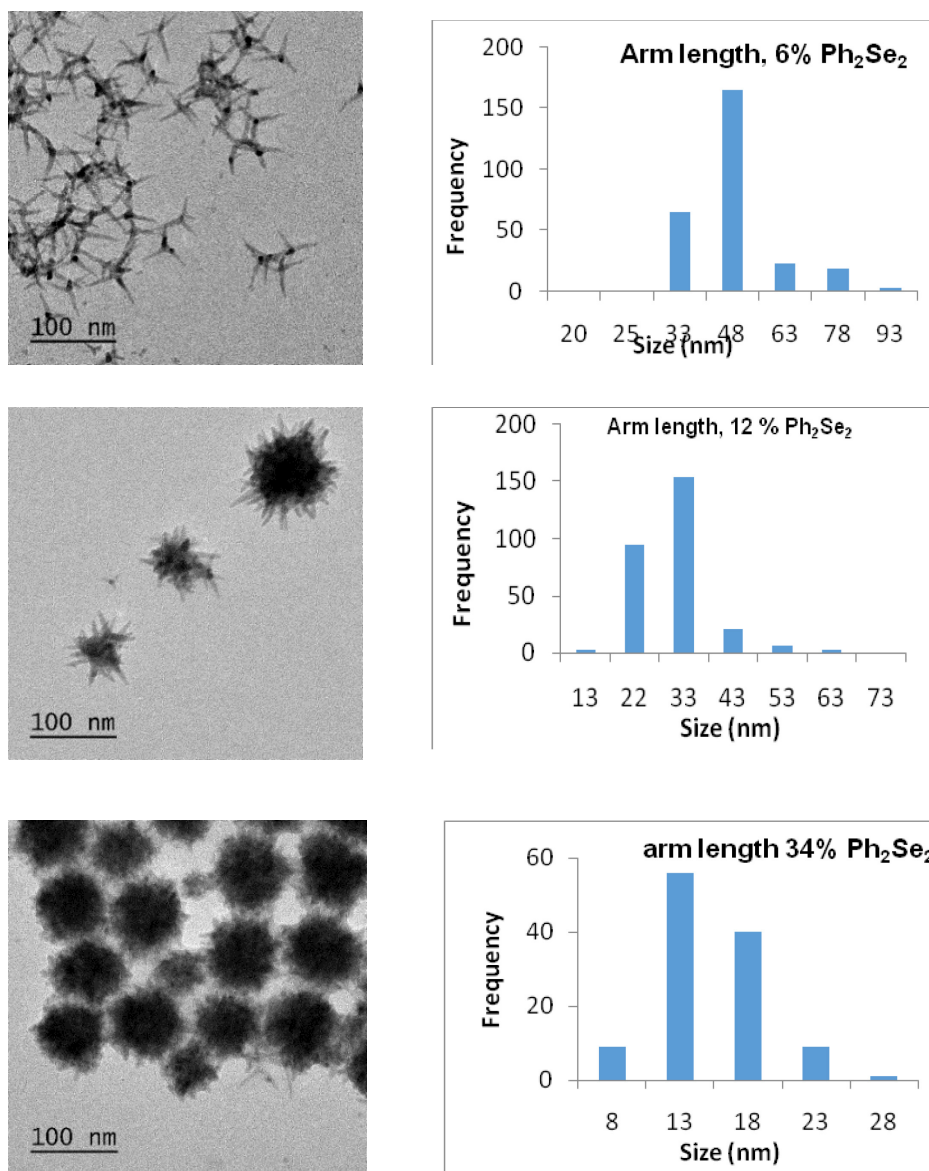 100 nm
Arm length, 6% Ph₂Se₂
Frequency
200
150
100
50
0
20 25 33 48 63 78 93
Size (nm)
100 nm
Arm length, 12 % Ph₂Se₂
Frequency
200
150
100
50
0
13 22 33 43 53 63 73
Size (nm)
100 nm
arm length 34% Ph₂Se₂
Frequency
60
40
20
0
8 13 18 23 28
Size (nm)